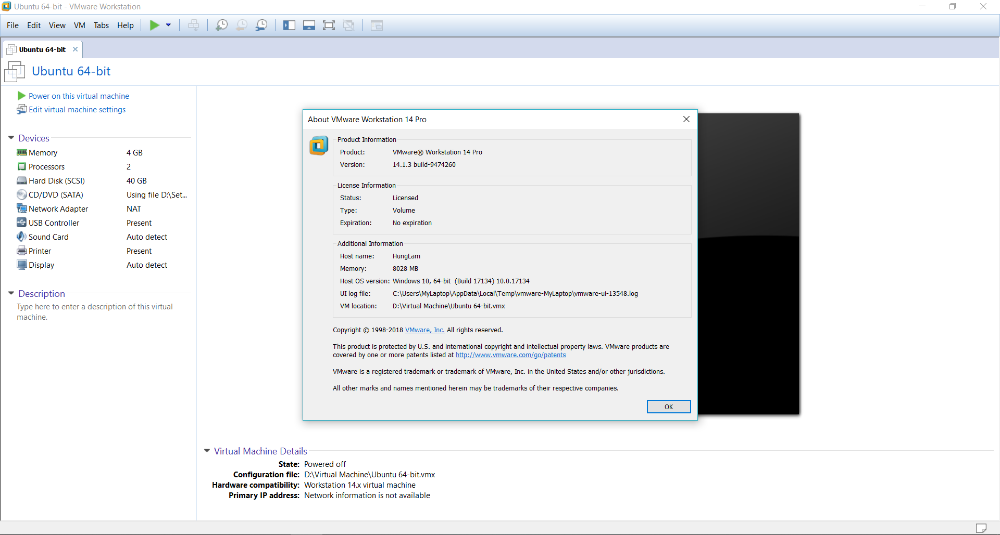 Ubuntu 64-bit - VMware Workstation
File Edit View VM Tabs Help
Ubuntu 64-bit
Ubuntu 64-bit
Power on this virtual machine
Edit virtual machine settings
Devices
Memory 4 GB
Processors 2
Hard Disk (SCSI) 40 GB
CD/DVD (SATA) Using file D:\Set...
Network Adapter NAT
USB Controller Present
Sound Card Auto detect
Printer Present
Display Auto detect
Description
Type here to enter a description of this virtual
machine.
About VMware Workstation 14 Pro
Product Information
Product: VMware® Workstation 14 Pro
Version: 14.1.3 build-9474260
License Information
Status: Licensed
Type: Volume
Expiration: No expiration
Additional Information
Host name: HungLam
Memory: 8028 MB
Host OS version: Windows 10, 64-bit (Build 17134) 10.0.17134
UI log file: C:\Users\MyLaptop\AppData\Local\Temp\vmware-MyLaptop\vmware-ui-13548.log
VM location: D:\Virtual Machine\Ubuntu 64-bit.vmx
Copyright © 1998-2018 VMware, Inc. All rights reserved.
This product is protected by U.S. and international copyright and intellectual property laws. VMware products are
covered by one or more patents listed at http://www.vmware.com/go/patents
VMware is a registered trademark or trademark of VMware, Inc. in the United States and/or other jurisdictions.
All other marks and names mentioned herein may be trademarks of their respective companies.
OK
Virtual Machine Details
State: Powered off
Configuration file: D:\Virtual Machine\Ubuntu 64-bit.vmx
Hardware compatibility: Workstation 14.x virtual machine
Primary IP address: Network information is not available